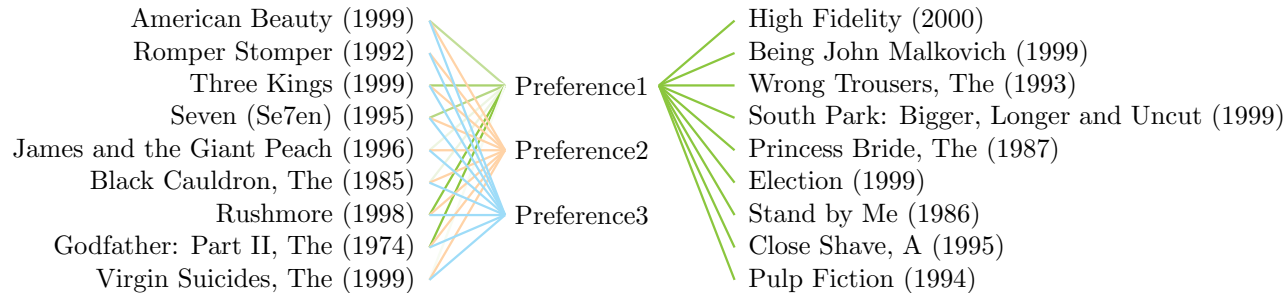 American Beauty (1999)
Romper Stomper (1992)
Three Kings (1999)
Seven (Se7en) (1995)
James and the Giant Peach (1996)
Black Cauldron, The (1985)
Rushmore (1998)
Godfather: Part II, The (1974)
Virgin Suicides, The (1999)
Preference1
Preference2
Preference3
High Fidelity (2000)
Being John Malkovich (1999)
Wrong Trousers, The (1993)
South Park: Bigger, Longer and Uncut (1999)
Princess Bride, The (1987)
Election (1999)
Stand by Me (1986)
Close Shave, A (1995)
Pulp Fiction (1994)